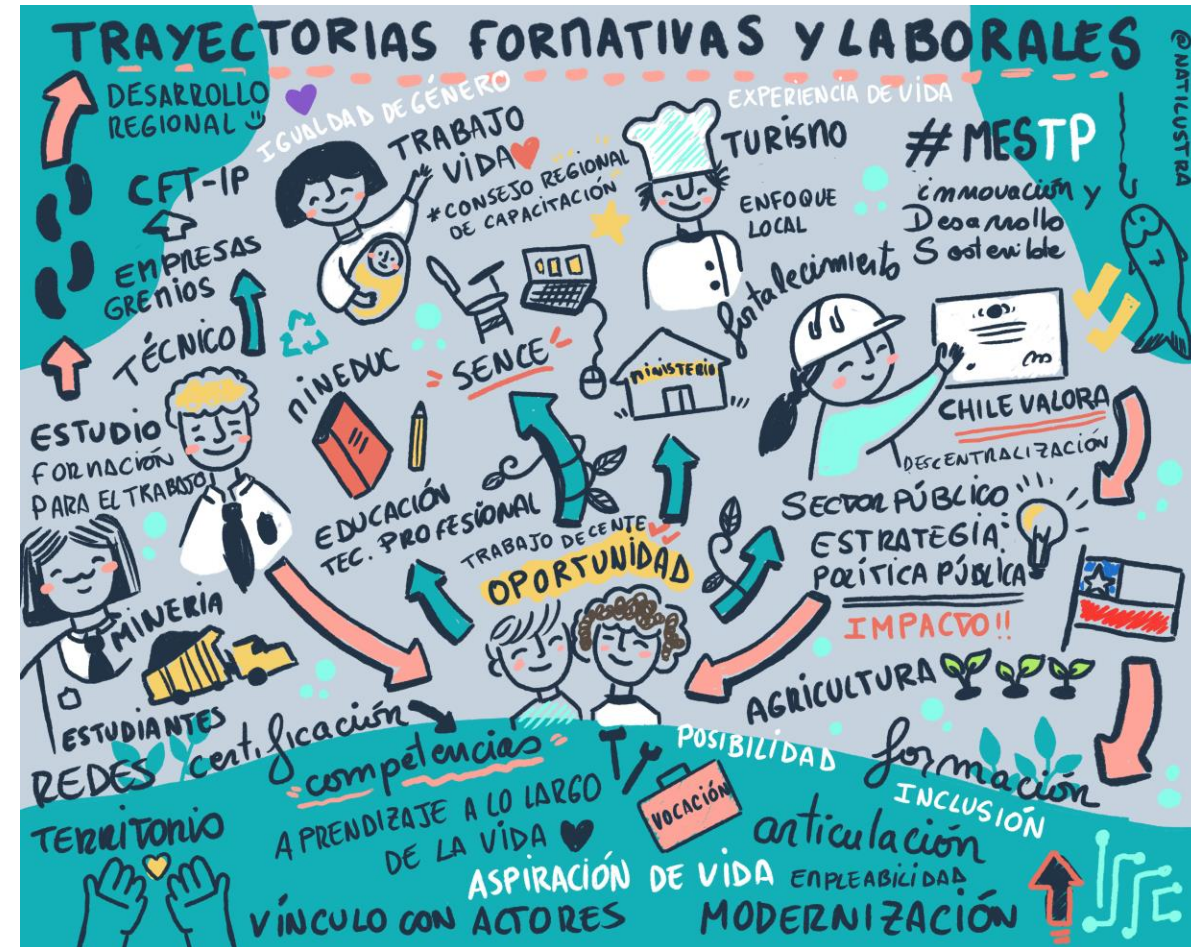 TRAYECTORIAS FORMATIVAS Y LABORALES
@NATILUSTRA
DESARROLLO
REGIONAL
IGUALDAD DE GÉNERO
TRABAJO
VIDA
*CONSEJO REGIONAL
DE CAPACITACIÓN
EXPERIENCIA DE VIDA
TURISMO
ENFOQUE
LOCAL
#MESTP
innovación y
Desarrollo
Sostenible
CFT-IP
EMPRESAS
GREMIOS
TÉCNICO
MINEDUC
SENCE
MINISTERIO
fortalecimiento
CHILE VALORA
DESCENTRALIZACIÓN
ESTUDIO
FORMACIÓN
PARA EL TRABAJO
EDUCACIÓN
TEC. PROFESIONAL
TRABAJO DECENTE
OPORTUNIDAD
SECTOR PÚBLICO
ESTRATEGIA
POLÍTICA PÚBLICA
IMPACTO!!
MINERÍA
ESTUDIANTES
AGRICULTURA
REDES
certificación
competencias
POSIBILIDAD
formación
INCLUSIÓN
TERRITORIO
APRENDIZAJE A LO LARGO
DE LA VIDA
VOCACIÓN
articulación
ASPIRACIÓN DE VIDA
EMPLEABILIDAD
VÍNCULO CON ACTORES
MODERNIZACIÓN